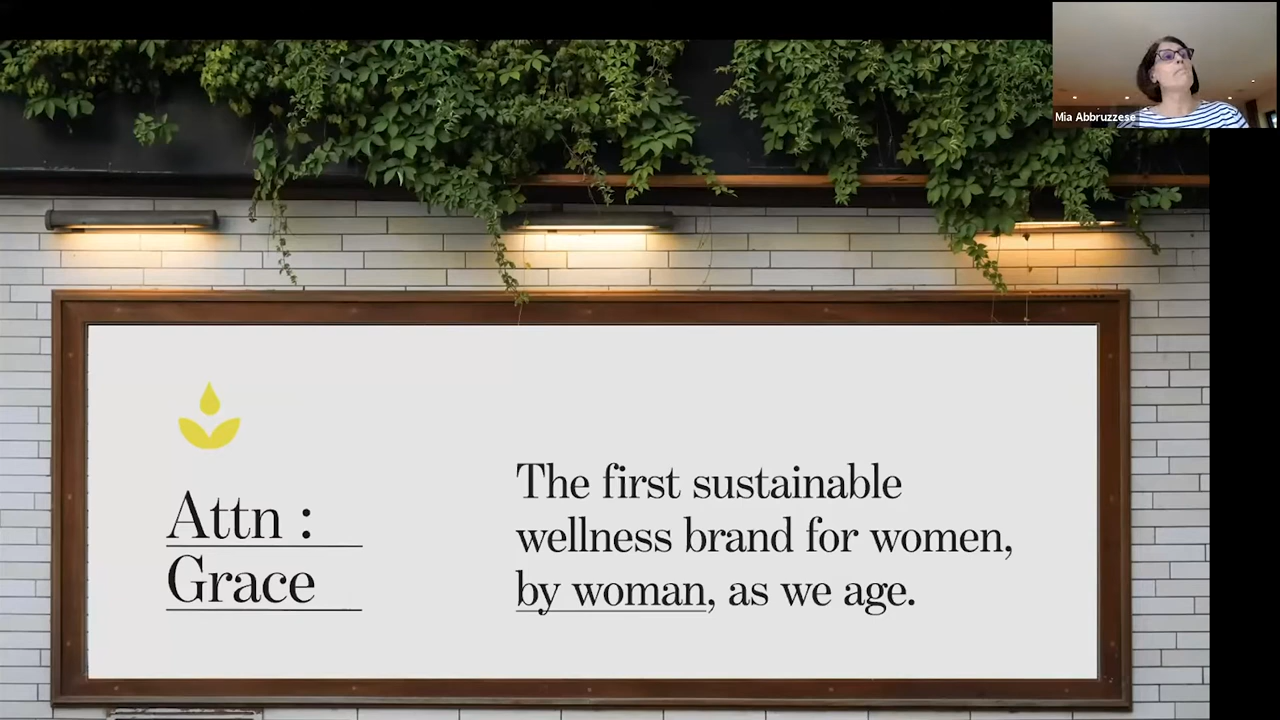 Mia Abbruzzese
Attn :
Grace
The first sustainable
wellness brand for women,
by woman, as we age.